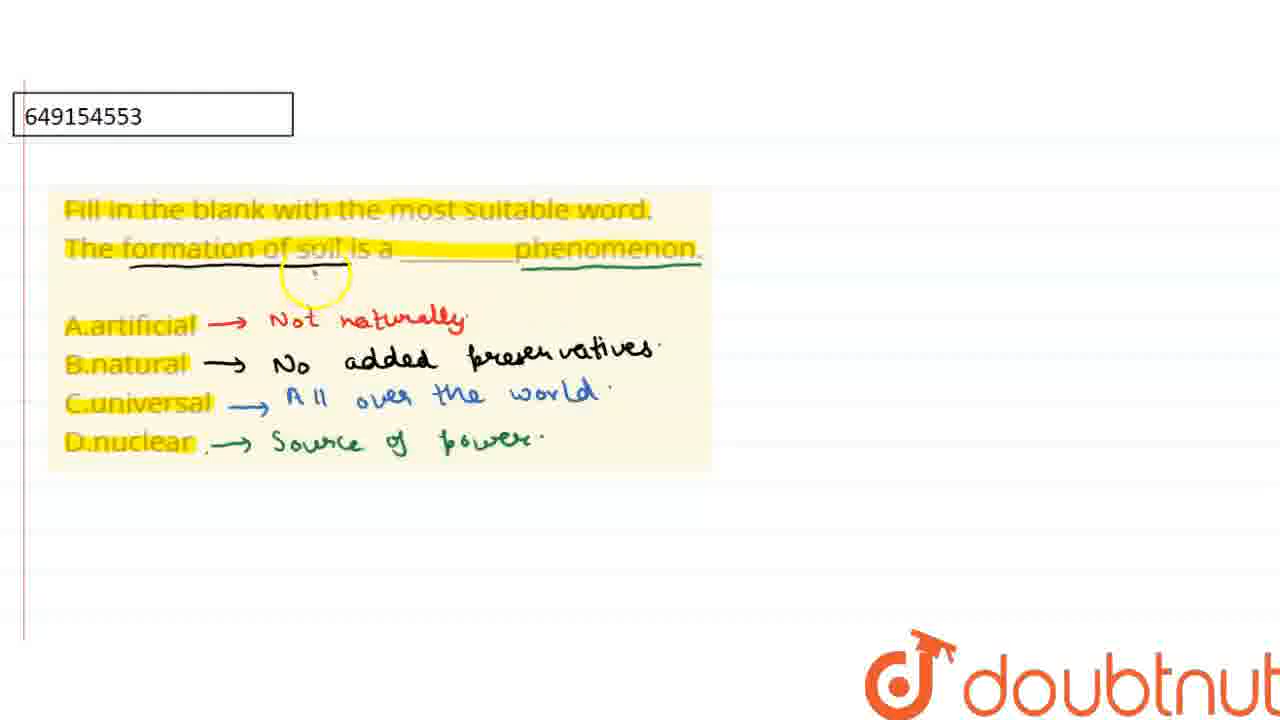 649154553
Fill in the blank with the most suitable word.
The formation of soil is a ________ phenomenon.
A.artificial → Not naturally.
B.natural → No added preservatives.
C.universal → All over the world.
D.nuclear → Source of power.
doubtnut